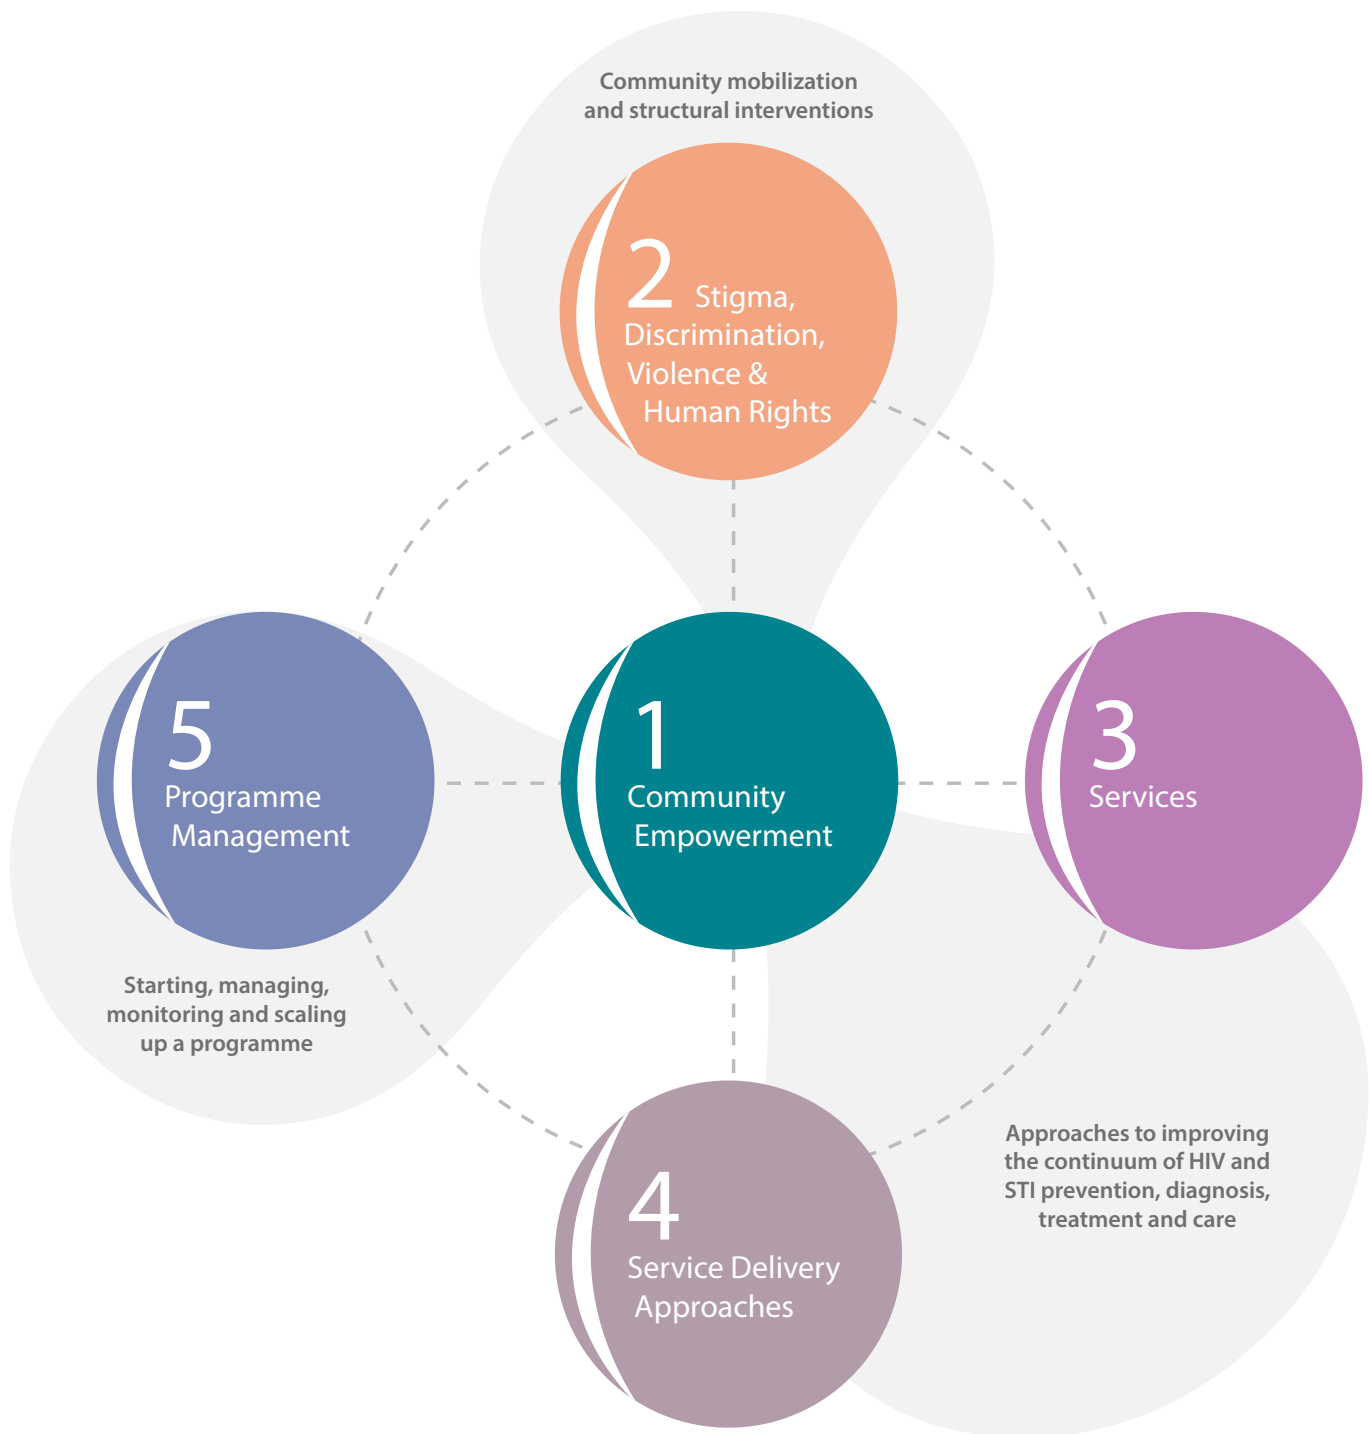 Community mobilization
and structural interventions
2 Stigma,
Discrimination,
Violence &
Human Rights
5
Programme
Management
1
Community
Empowerment
3
Services
Starting, managing,
monitoring and scaling
up a programme
Approaches to improving
the continuum of HIV and
STI prevention, diagnosis,
treatment and care
4
Service Delivery
Approaches